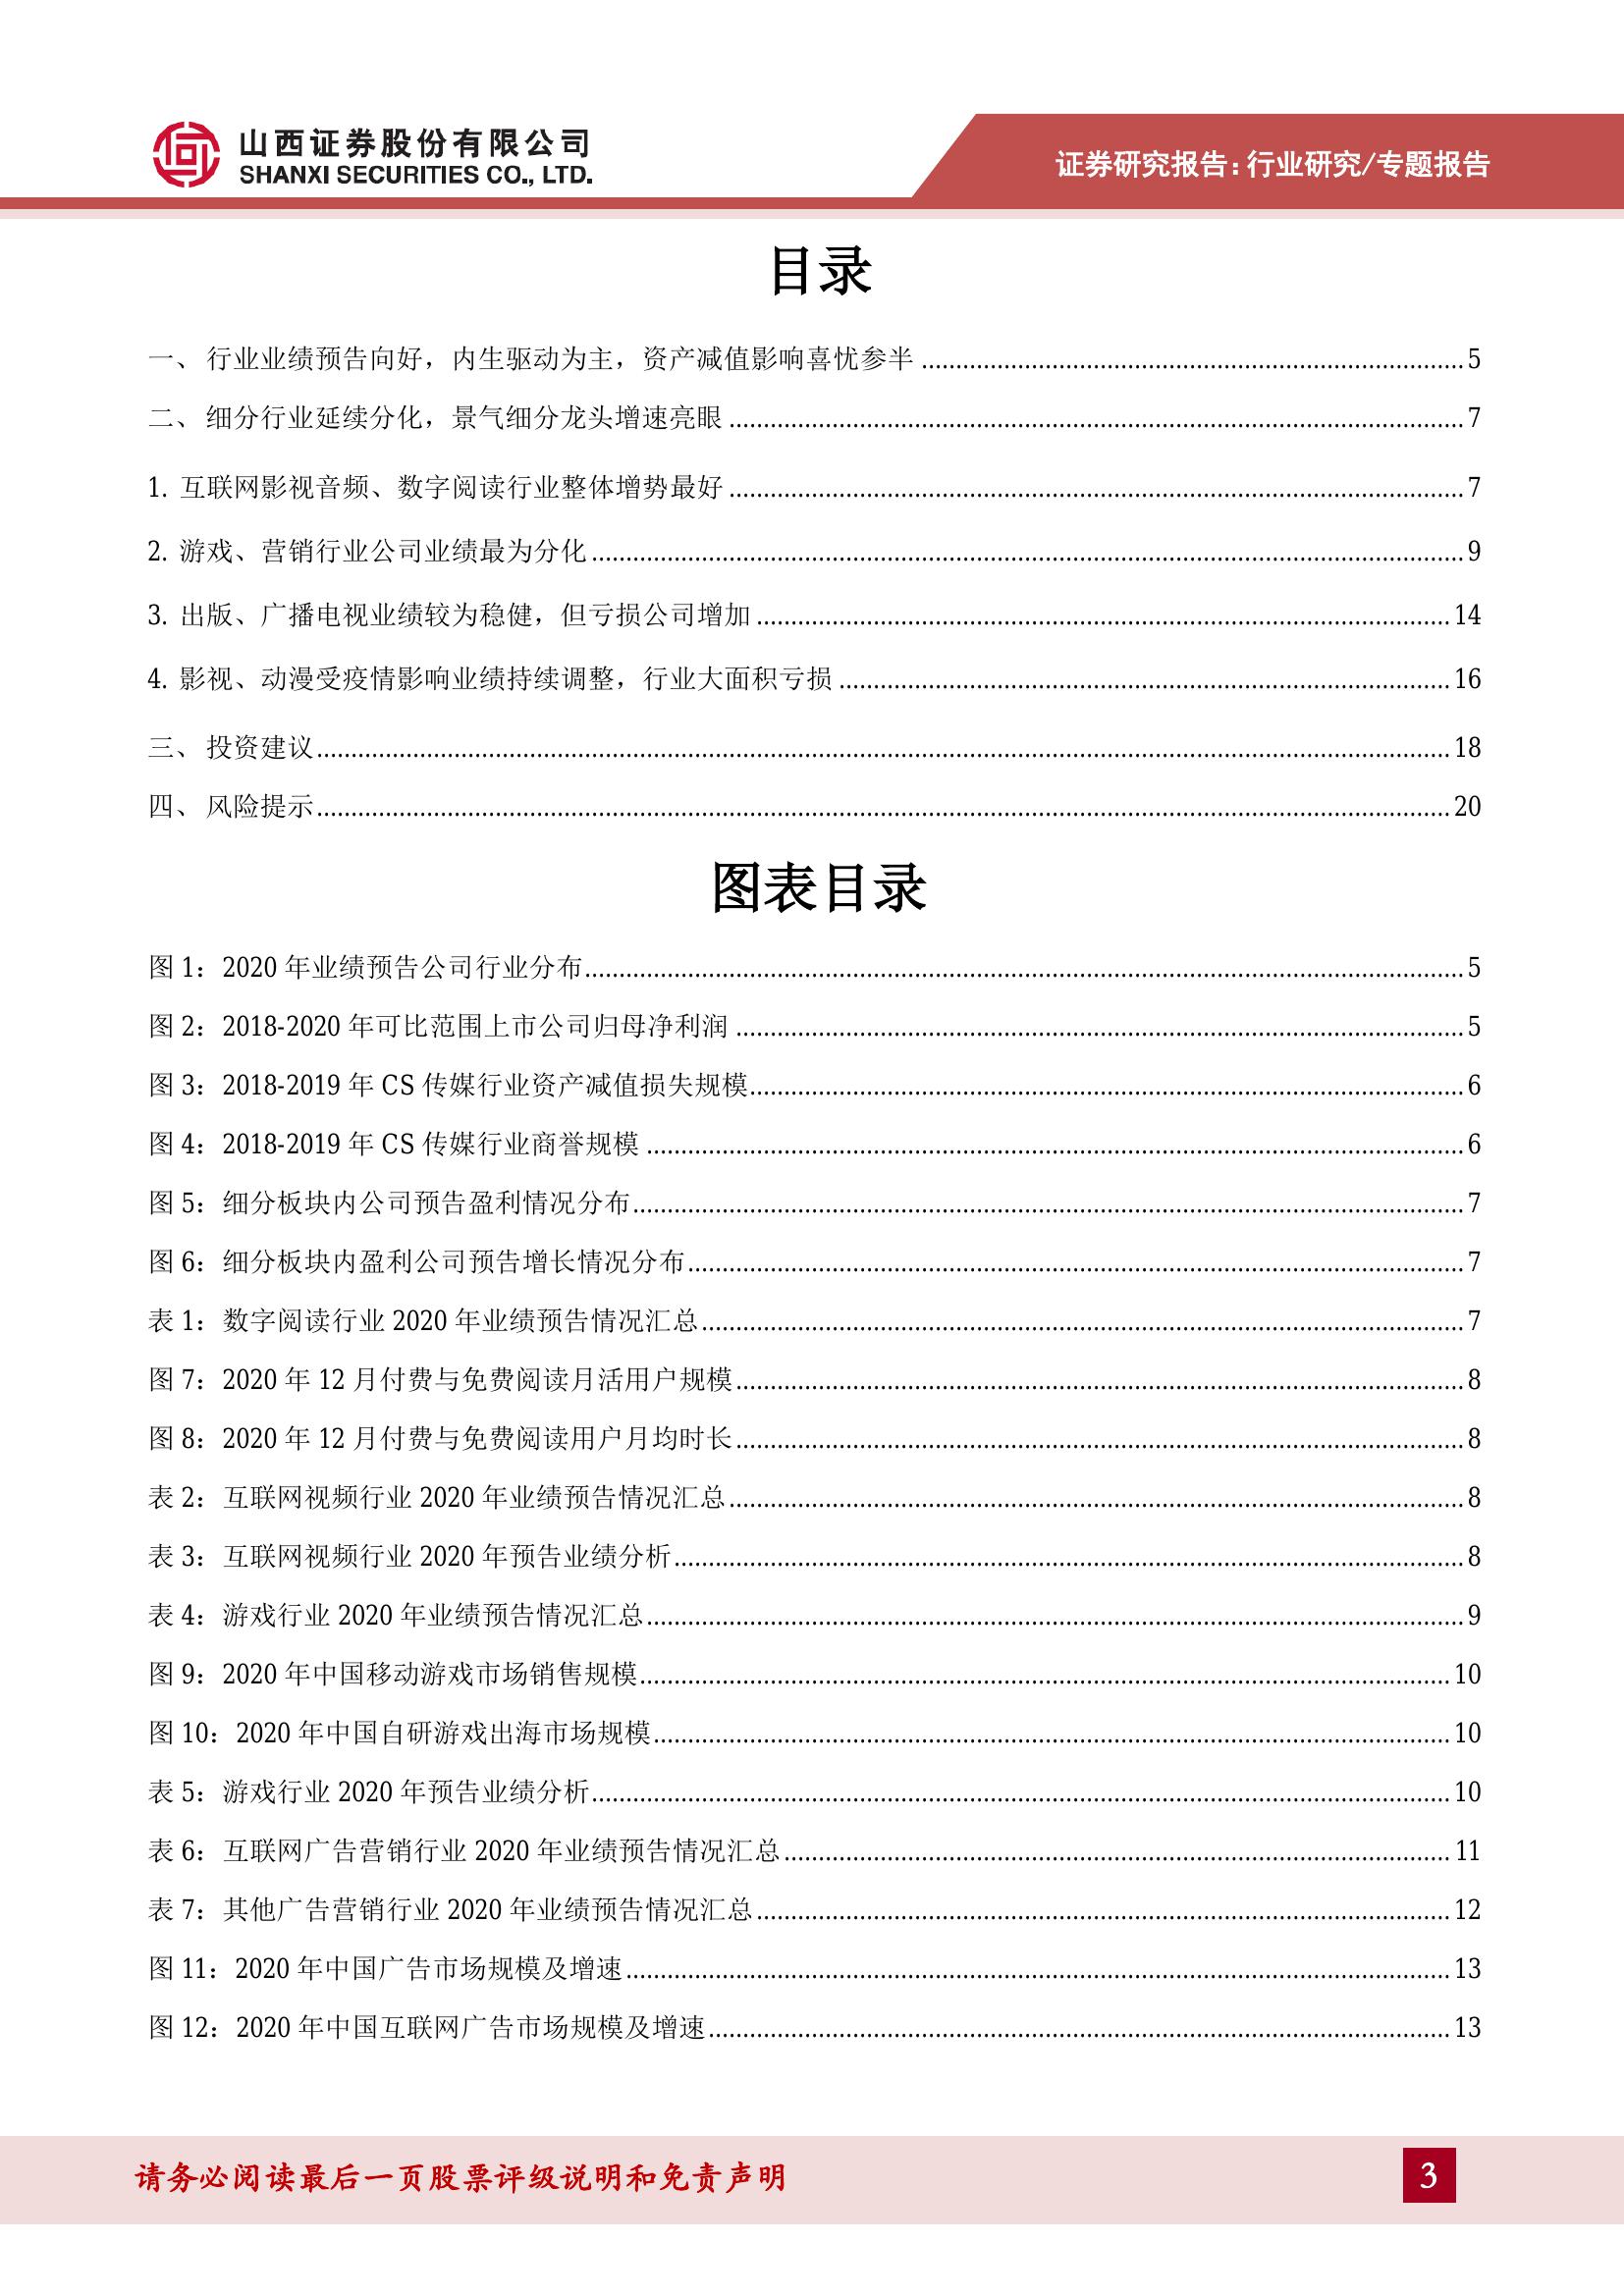 山西证券股份有限公司
SHANXI SECURITIES CO., LTD.
证券研究报告：行业研究/专题报告
目录
一、 行业业绩预告向好，内生驱动为主，资产减值影响喜忧参半 5
二、 细分行业延续分化，景气细分龙头增速亮眼 7
1. 互联网影视音频、数字阅读行业整体增势最好 7
2. 游戏、营销行业公司业绩最为分化 9
3. 出版、广播电视业绩较为稳健，但亏损公司增加 14
4. 影视、动漫受疫情影响业绩持续调整，行业大面积亏损 16
三、 投资建议 18
四、 风险提示 20
图表目录
图 1：2020 年业绩预告公司行业分布 5
图 2：2018-2020 年可比范围上市公司归母净利润 5
图 3：2018-2019 年 CS 传媒行业资产减值损失规模 6
图 4：2018-2019 年 CS 传媒行业商誉规模 6
图 5：细分板块内公司预告盈利情况分布 7
图 6：细分板块内盈利公司预告增长情况分布 7
表 1：数字阅读行业 2020 年业绩预告情况汇总 7
图 7：2020 年 12 月付费与免费阅读月活用户规模 8
图 8：2020 年 12 月付费与免费阅读用户月均时长 8
表 2：互联网视频行业 2020 年业绩预告情况汇总 8
表 3：互联网视频行业 2020 年预告业绩分析 8
表 4：游戏行业 2020 年业绩预告情况汇总 9
图 9：2020 年中国移动游戏市场销售规模 10
图 10：2020 年中国自研游戏出海市场规模 10
表 5：游戏行业 2020 年预告业绩分析 10
表 6：互联网广告营销行业 2020 年业绩预告情况汇总 11
表 7：其他广告营销行业 2020 年业绩预告情况汇总 12
图 11：2020 年中国广告市场规模及增速 13
图 12：2020 年中国互联网广告市场规模及增速 13
请务必阅读最后一页股票评级说明和免责声明
3